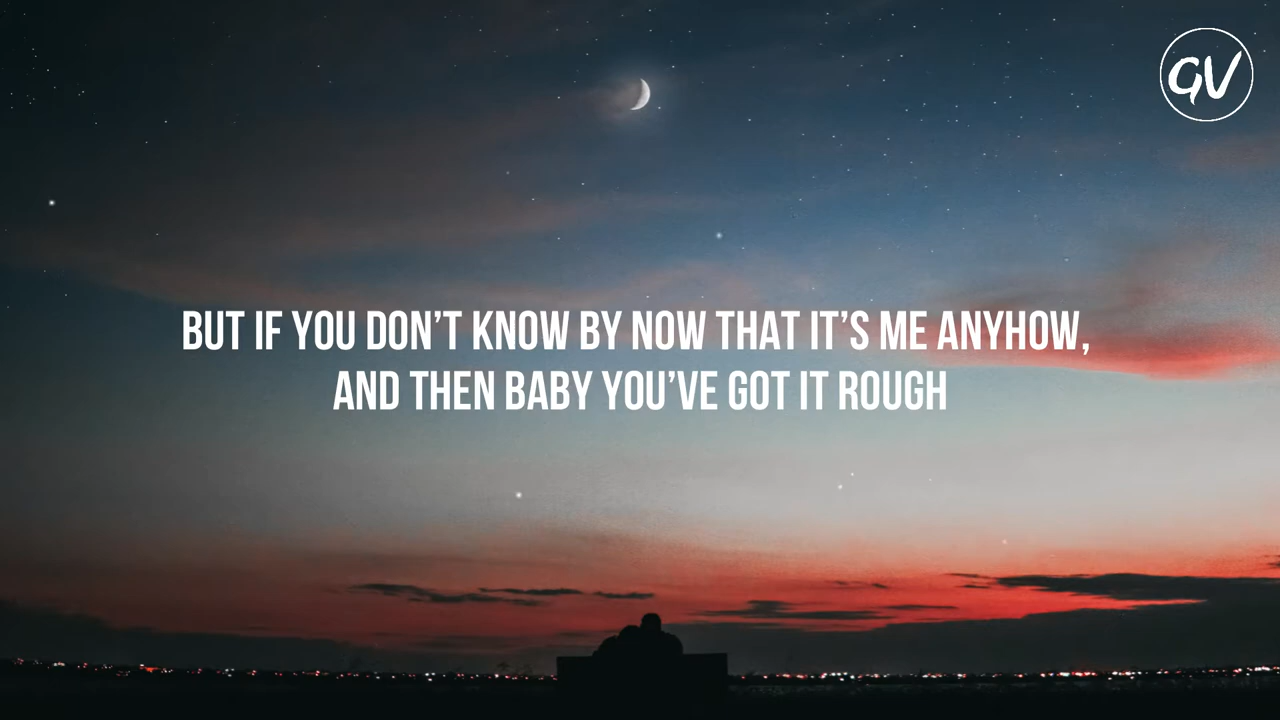 GV
BUT IF YOU DON’T KNOW BY NOW THAT IT’S ME ANYHOW,
AND THEN BABY YOU’VE GOT IT ROUGH